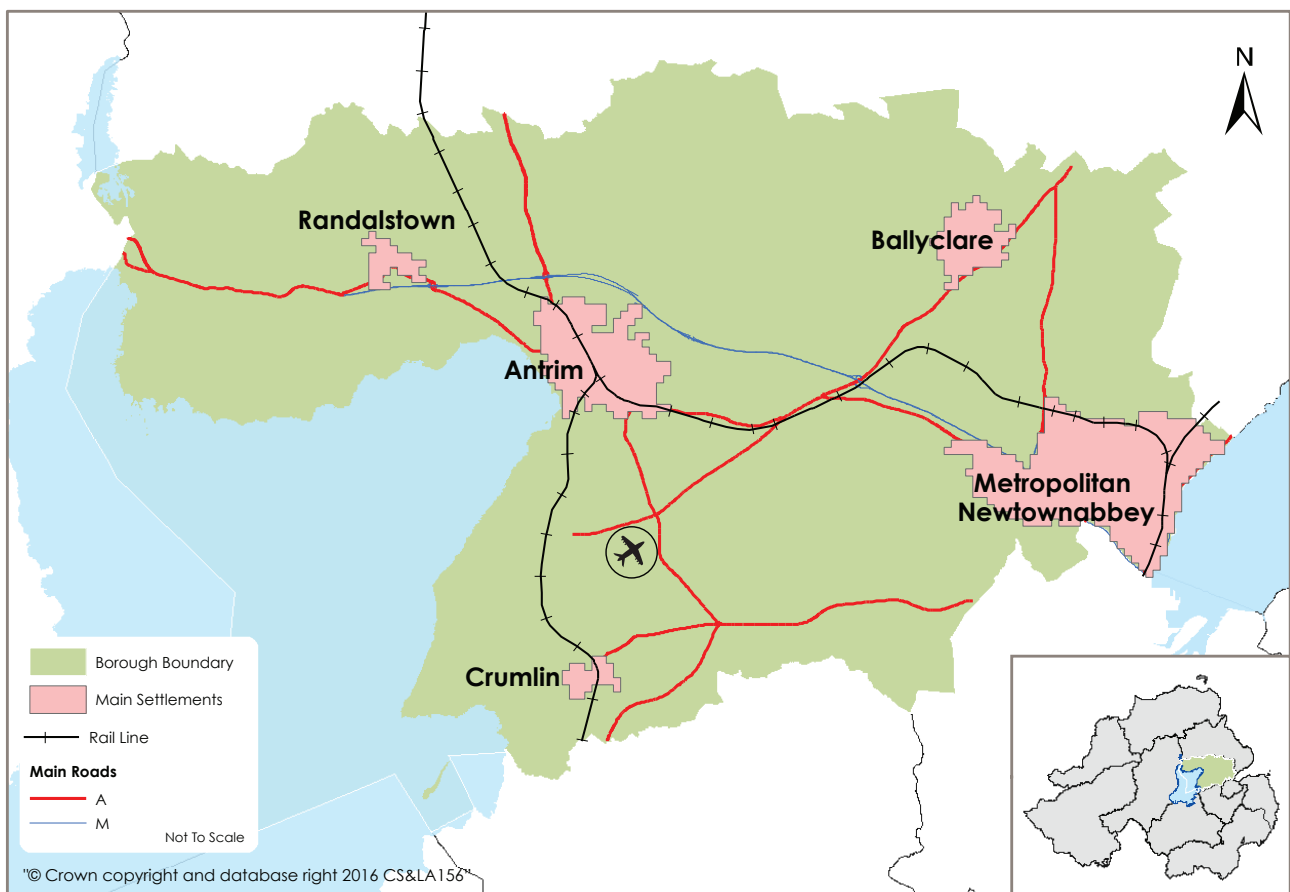 N
Randalstown
Ballyclare
Antrim
Metropolitan
Newtownabbey
Crumlin
Borough Boundary
Main Settlements
Rail Line
Main Roads
A
M
Not To Scale
"© Crown copyright and database right 2016 CS&LA156"